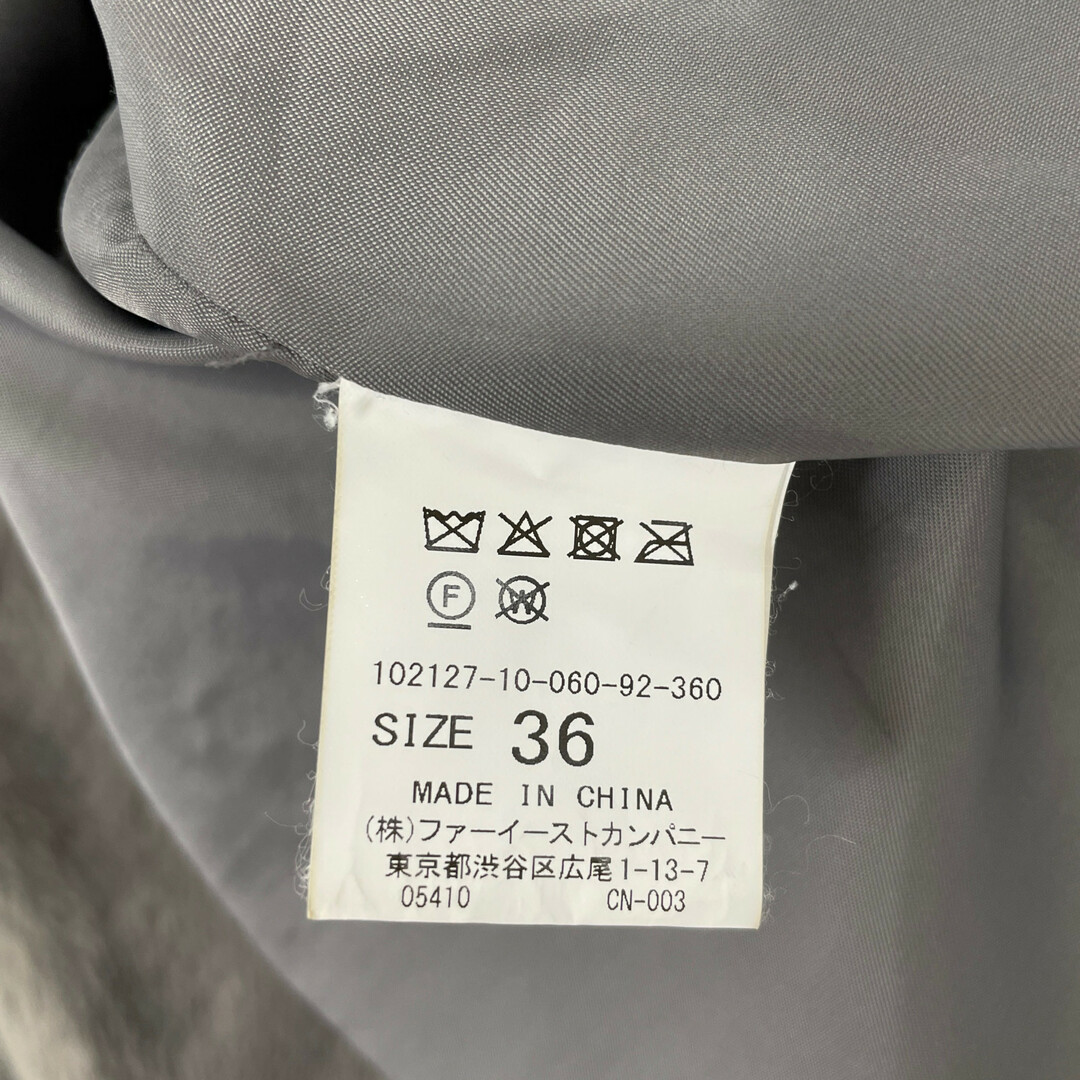 F W
102127-10-060-92-360
SIZE 36
MADE IN CHINA
(株)ファーイーストカンパニー
東京都渋谷区広尾1-13-7
05410 CN-003